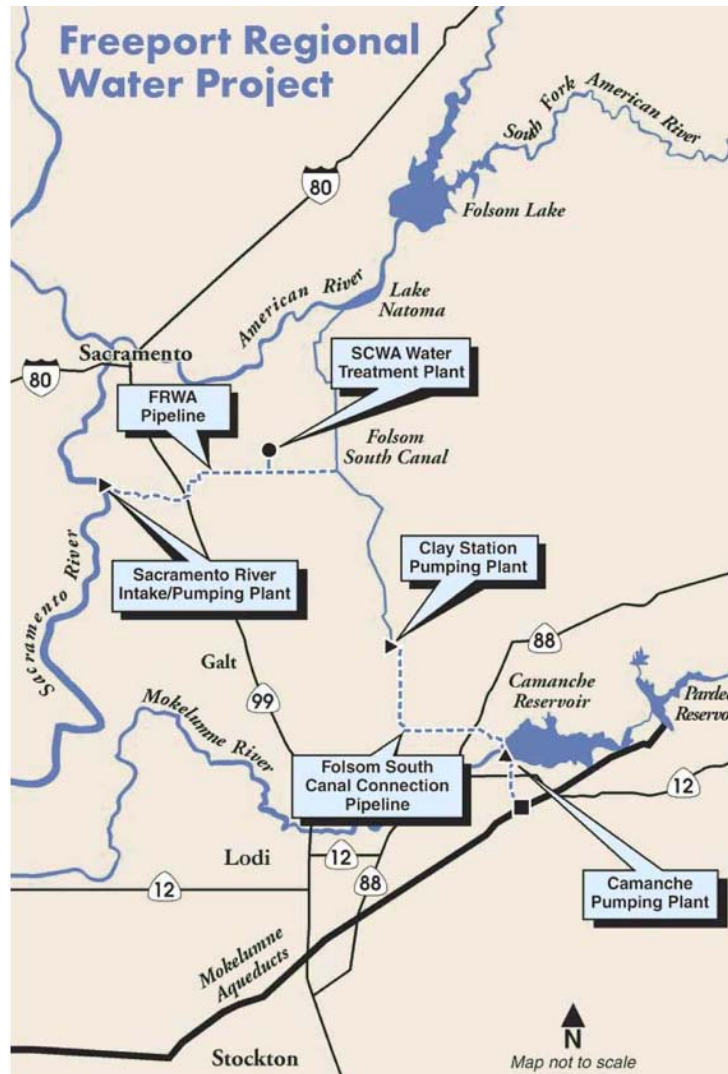 Freeport Regional
Water Project
South Fork American River
80
Folsom Lake
American River
Lake
Natoma
Sacramento
SCWA Water
Treatment Plant
80
FRWA
Pipeline
Folsom
South Canal
Sacramento River
Intake/Pumping Plant
Clay Station
Pumping Plant
Sacramento River
88
Galt
99
Camanche
Reservoir
Pardee
Reservo
Mokelumne
River
Folsom South
Canal Connection
Pipeline
12
Lodi
12
12
88
Camanche
Pumping Plant
Mokelumne
Aqueducts
N
Stockton
Map not to scale